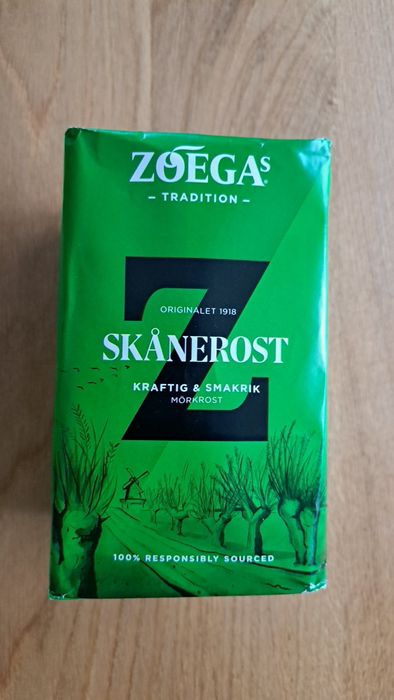 ZOÉGAs
– TRADITION –
Z
ORIGINALET 1918
SKÅNEROST
KRAFTIG & SMAKRIK
MÖRKROST
100% RESPONSIBLY SOURCED